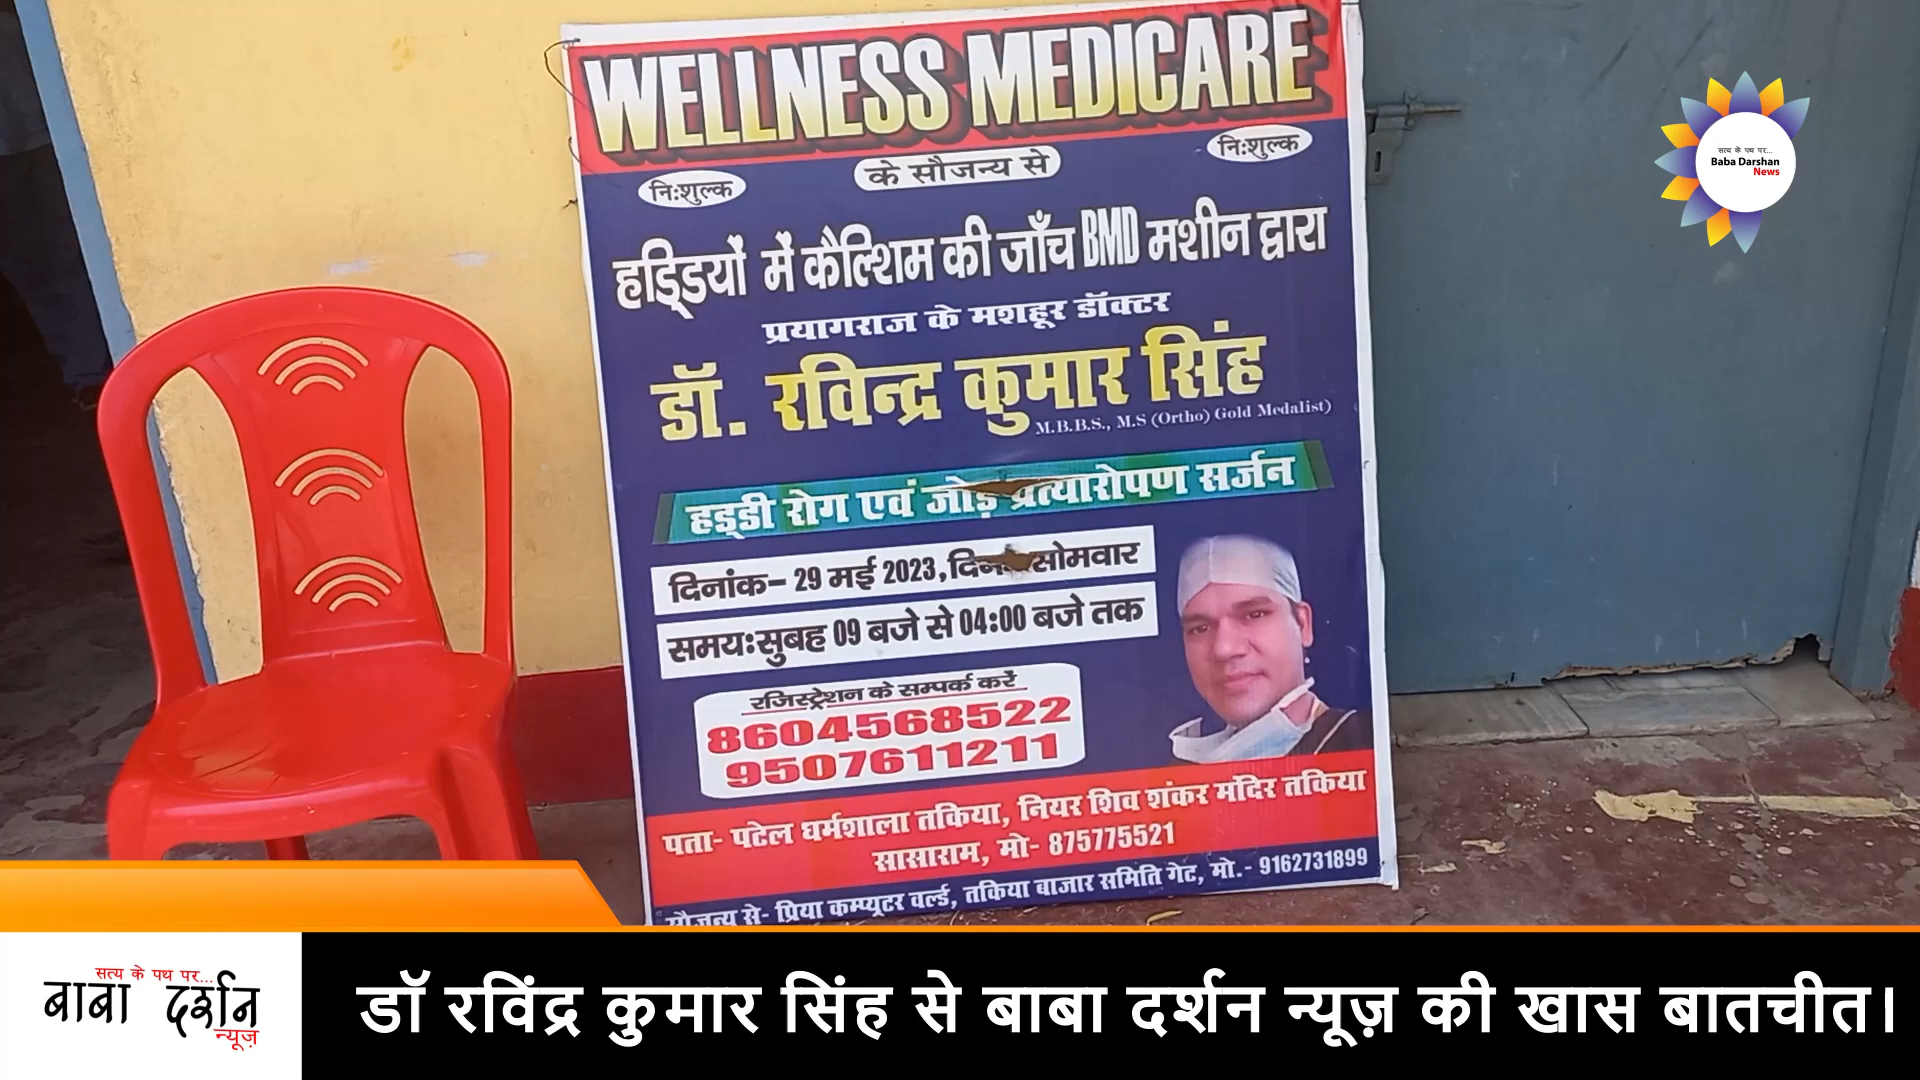 WELLNESS MEDICARE
नि:शुल्क
के सौजन्य से
नि:शुल्क
हड्डियों में कैल्शिम की जाँच BMD मशीन द्वारा
प्रयागराज के मशहूर डॉक्टर
डॉ. रविन्द्र कुमार सिंह
M.B.B.S., M.S (Ortho) Gold Medalist)
हड्डी रोग एवं जोड़ प्रत्यारोपण सर्जन
दिनांक- 29 मई 2023, सोमवार
समय:सुबह 09 बजे से 04:00 बजे तक
रजिस्ट्रेशन के सम्पर्क करें
8604568522
9507611211
पता- पटेल धर्मशाला तकिया, नियर शिव शंकर मंदिर तकिया
सासाराम, मो- 875775521
सौजन्य से- प्रिया कम्प्यूटर वर्ल्ड, तकिया बाजार समिति गेट, मो.- 9162731899
सत्य के पथ पर...
Baba Darshan
News
सत्य के पथ पर...
बाबा दर्शन
न्यूज़
डॉ रविंद्र कुमार सिंह से बाबा दर्शन न्यूज़ की खास बातचीत।